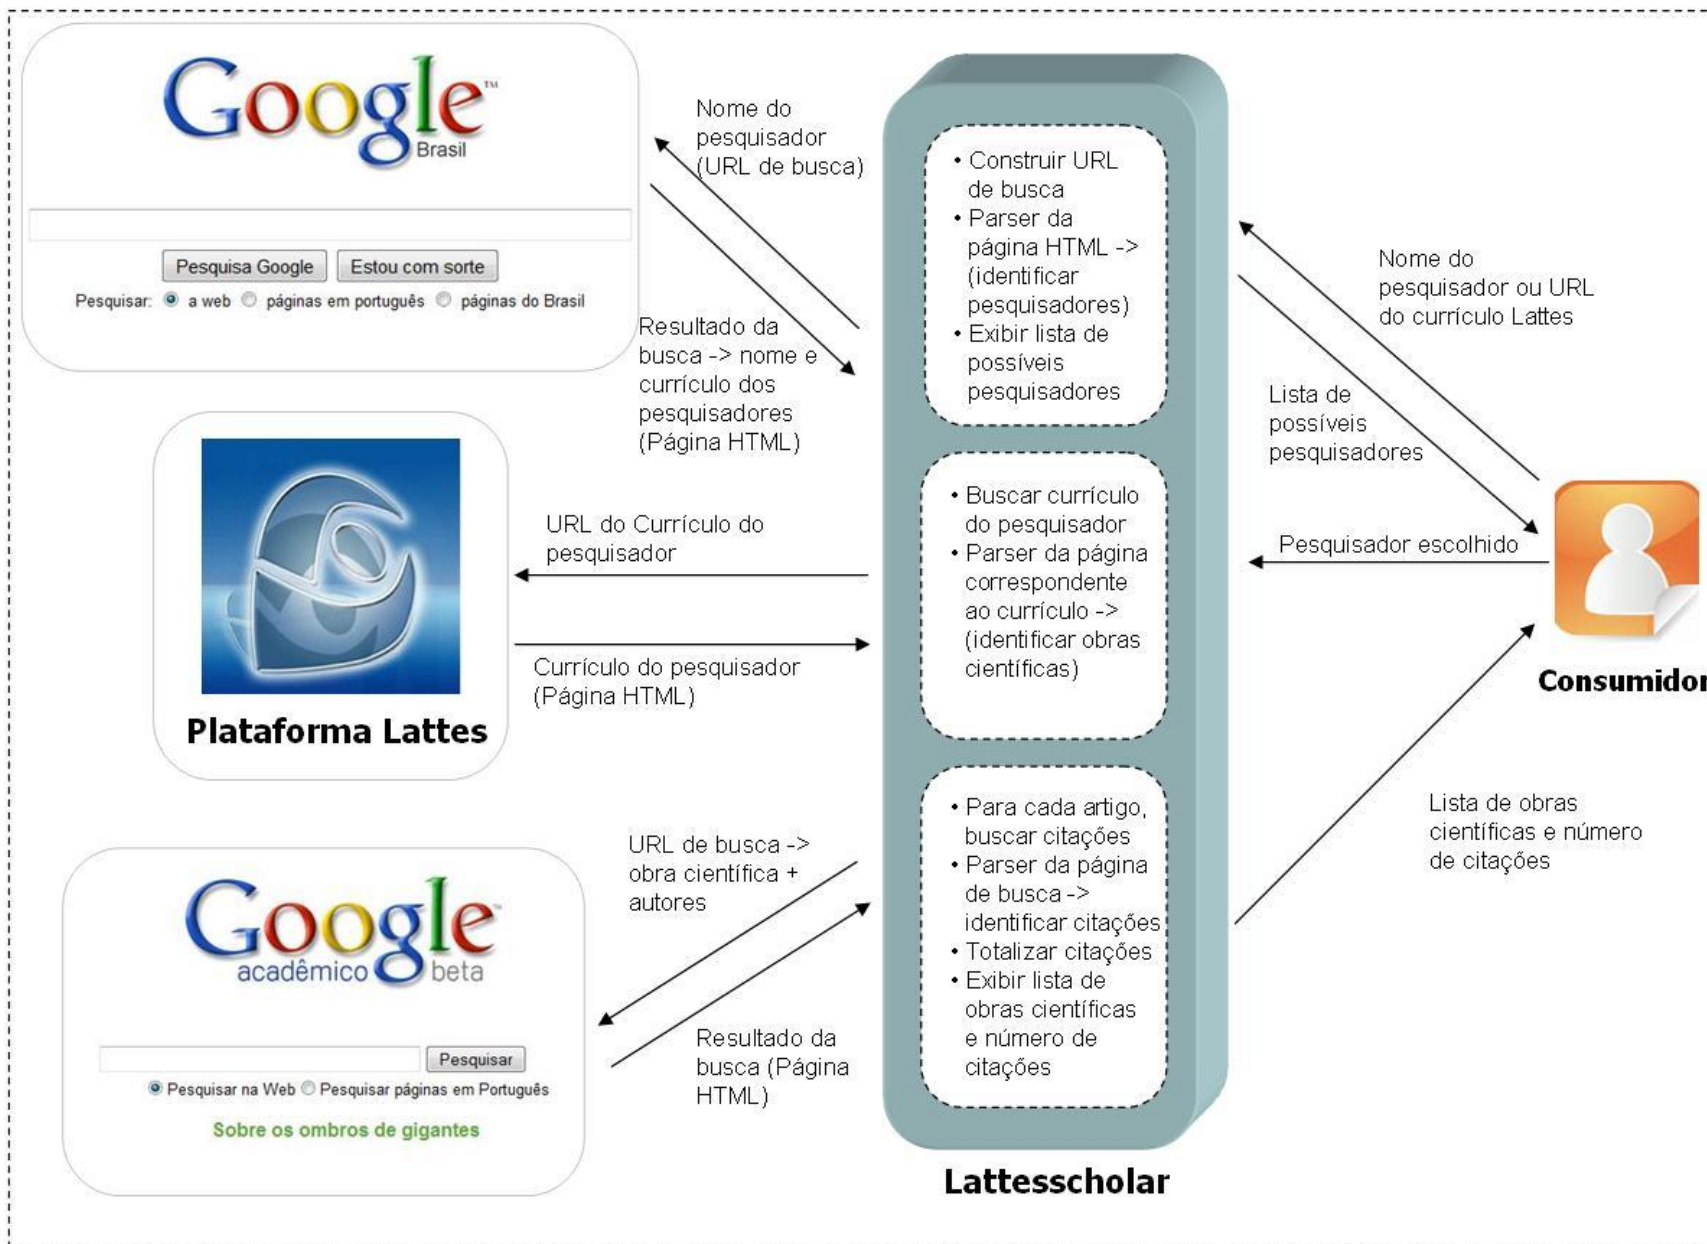 Google™
Brasil
Pesquisa Google
Estou com sorte
Pesquisar: a web páginas em português páginas do Brasil
Nome do
pesquisador
(URL de busca)
Resultado da
busca -> nome e
currículo dos
pesquisadores
(Página HTML)
• Construir URL
de busca
• Parser da
página HTML ->
(identificar
pesquisadores)
• Exibir lista de
possíveis
pesquisadores
Nome do
pesquisador ou URL
do currículo Lattes
Lista de
possíveis
pesquisadores
Plataforma Lattes
URL do Currículo do
pesquisador
Currículo do pesquisador
(Página HTML)
• Buscar currículo
do pesquisador
• Parser da página
correspondente
ao currículo ->
(identificar obras
científicas)
Pesquisador escolhido
Consumidor
Google™
acadêmico beta
Pesquisar
Pesquisar na Web Pesquisar páginas em Português
Sobre os ombros de gigantes
URL de busca ->
obra científica +
autores
Resultado da
busca (Página
HTML)
• Para cada artigo,
buscar citações
• Parser da página
de busca ->
identificar citações
• Totalizar citações
• Exibir lista de
obras científicas
e número de
citações
Lista de obras
científicas e número
de citações
Lattesscholar